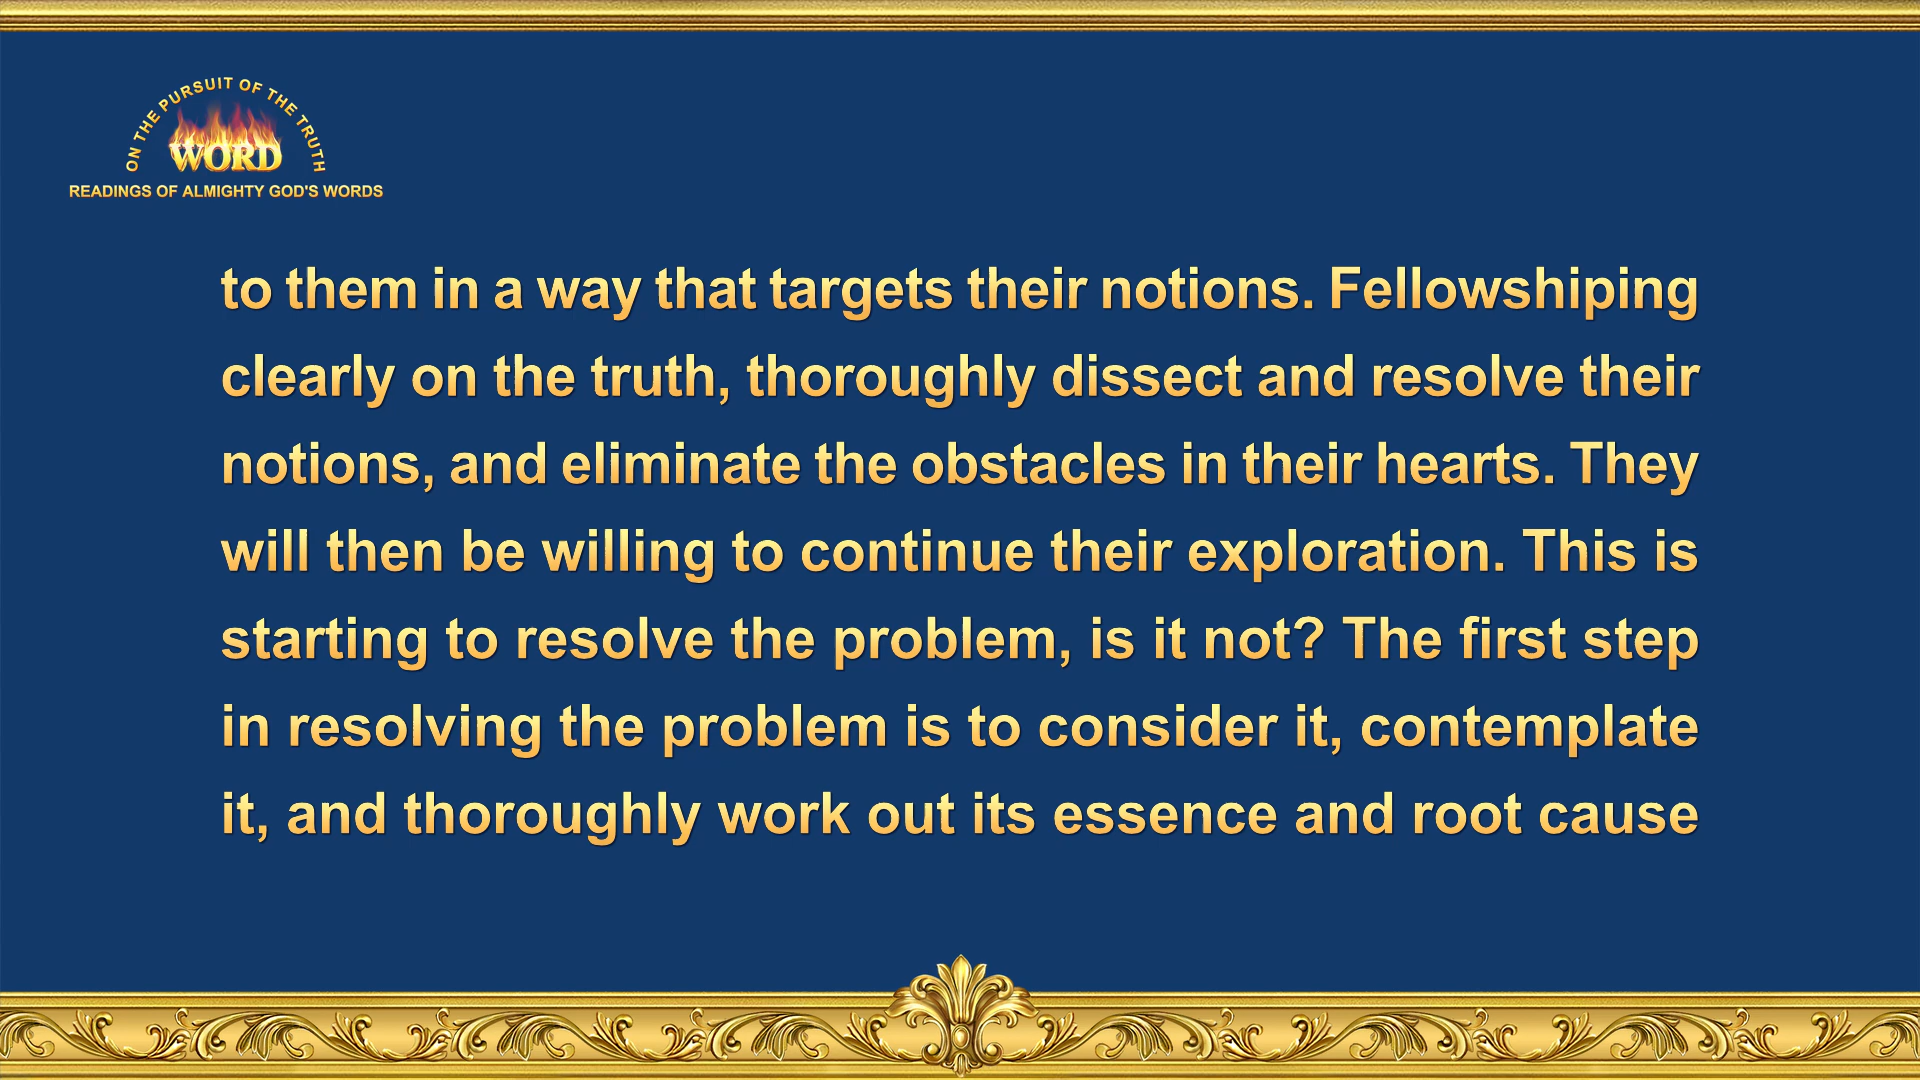 ON THE PURSUIT OF THE TRUTH
WORD
READINGS OF ALMIGHTY GOD'S WORDS
to them in a way that targets their notions. Fellowshiping
clearly on the truth, thoroughly dissect and resolve their
notions, and eliminate the obstacles in their hearts. They
will then be willing to continue their exploration. This is
starting to resolve the problem, is it not? The first step
in resolving the problem is to consider it, contemplate
it, and thoroughly work out its essence and root cause